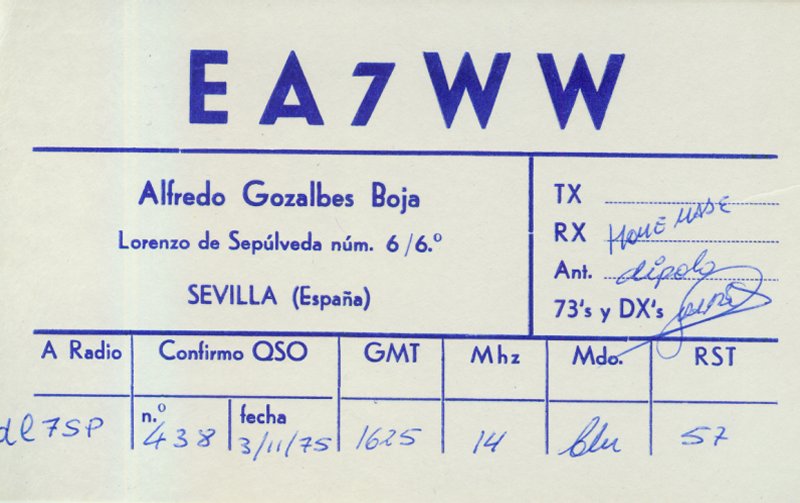 EA7WW
Alfredo Gozalbes Boja
Lorenzo de Sepúlveda núm. 6/6.º
SEVILLA (España)
TX
RX HOME MADE
Ant. dipolo
73's y DX's
A Radio Confirmo QSO GMT Mhz Mdo. RST
dl7SP n.º 438 fecha 3/11/75 1625 14 57